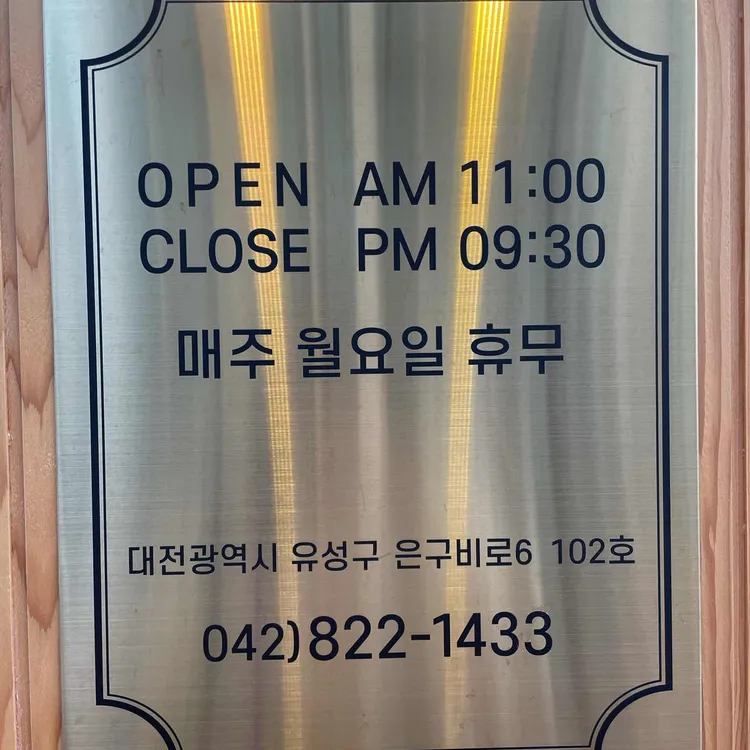 OPEN AM 11:00
CLOSE PM 09:30
매주 월요일 휴무
대전광역시 유성구 은구비로6 102호
042)822-1433